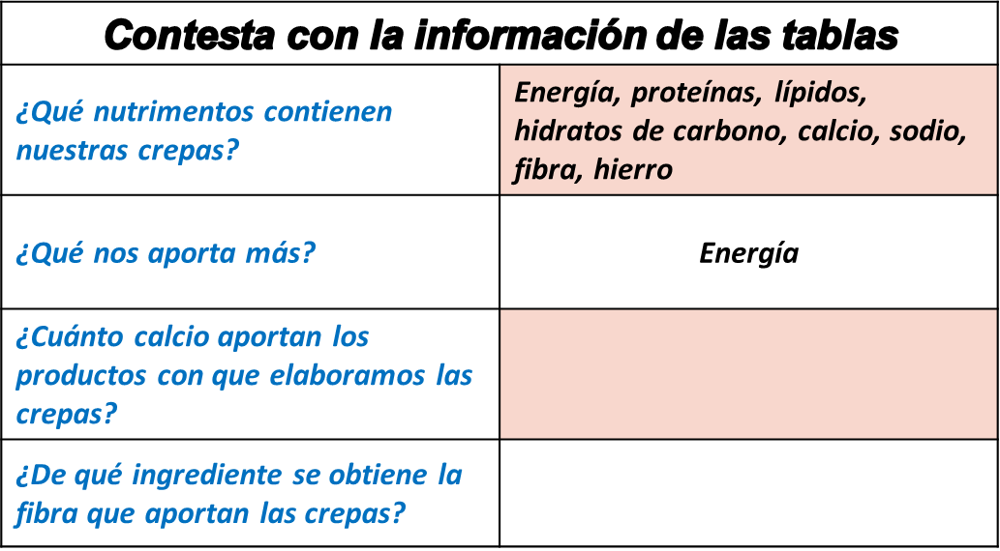 Contesta con la información de las tablas
¿Qué nutrimentos contienen
nuestras crepas?
Energía, proteínas, lípidos,
hidratos de carbono, calcio, sodio,
fibra, hierro
¿Qué nos aporta más?
Energía
¿Cuánto calcio aportan los
productos con que elaboramos las
crepas?
¿De qué ingrediente se obtiene la
fibra que aportan las crepas?